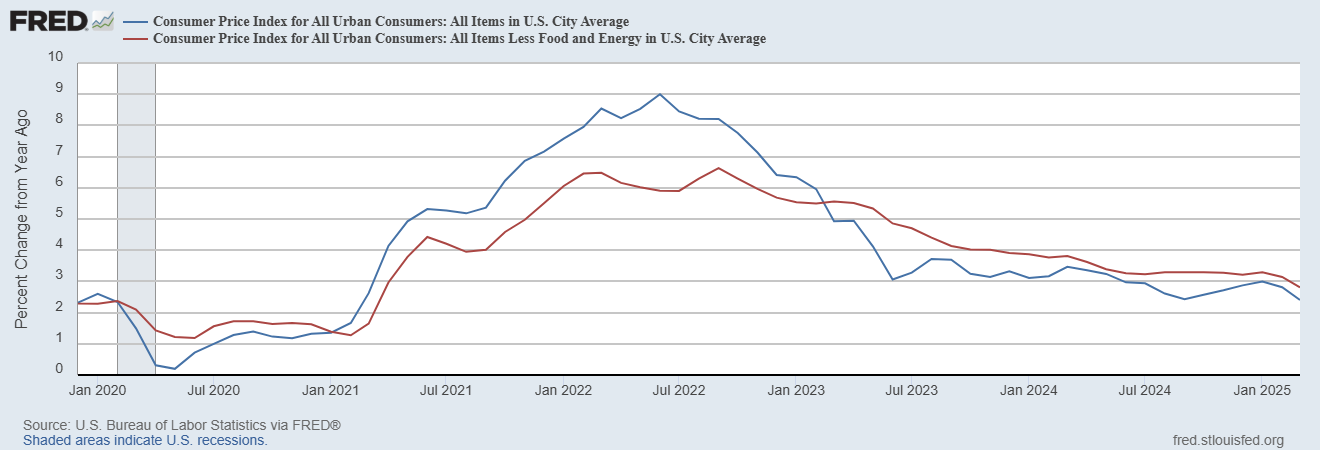 FRED
Consumer Price Index for All Urban Consumers: All Items in U.S. City Average
Consumer Price Index for All Urban Consumers: All Items Less Food and Energy in U.S. City Average
Percent Change from Year Ago
10
9
8
7
6
5
4
3
2
1
0
Jan 2020 Jul 2020 Jan 2021 Jul 2021 Jan 2022 Jul 2022 Jan 2023 Jul 2023 Jan 2024 Jul 2024 Jan 2025
Source: U.S. Bureau of Labor Statistics via FRED®
Shaded areas indicate U.S. recessions.
fred.stlouisfed.org